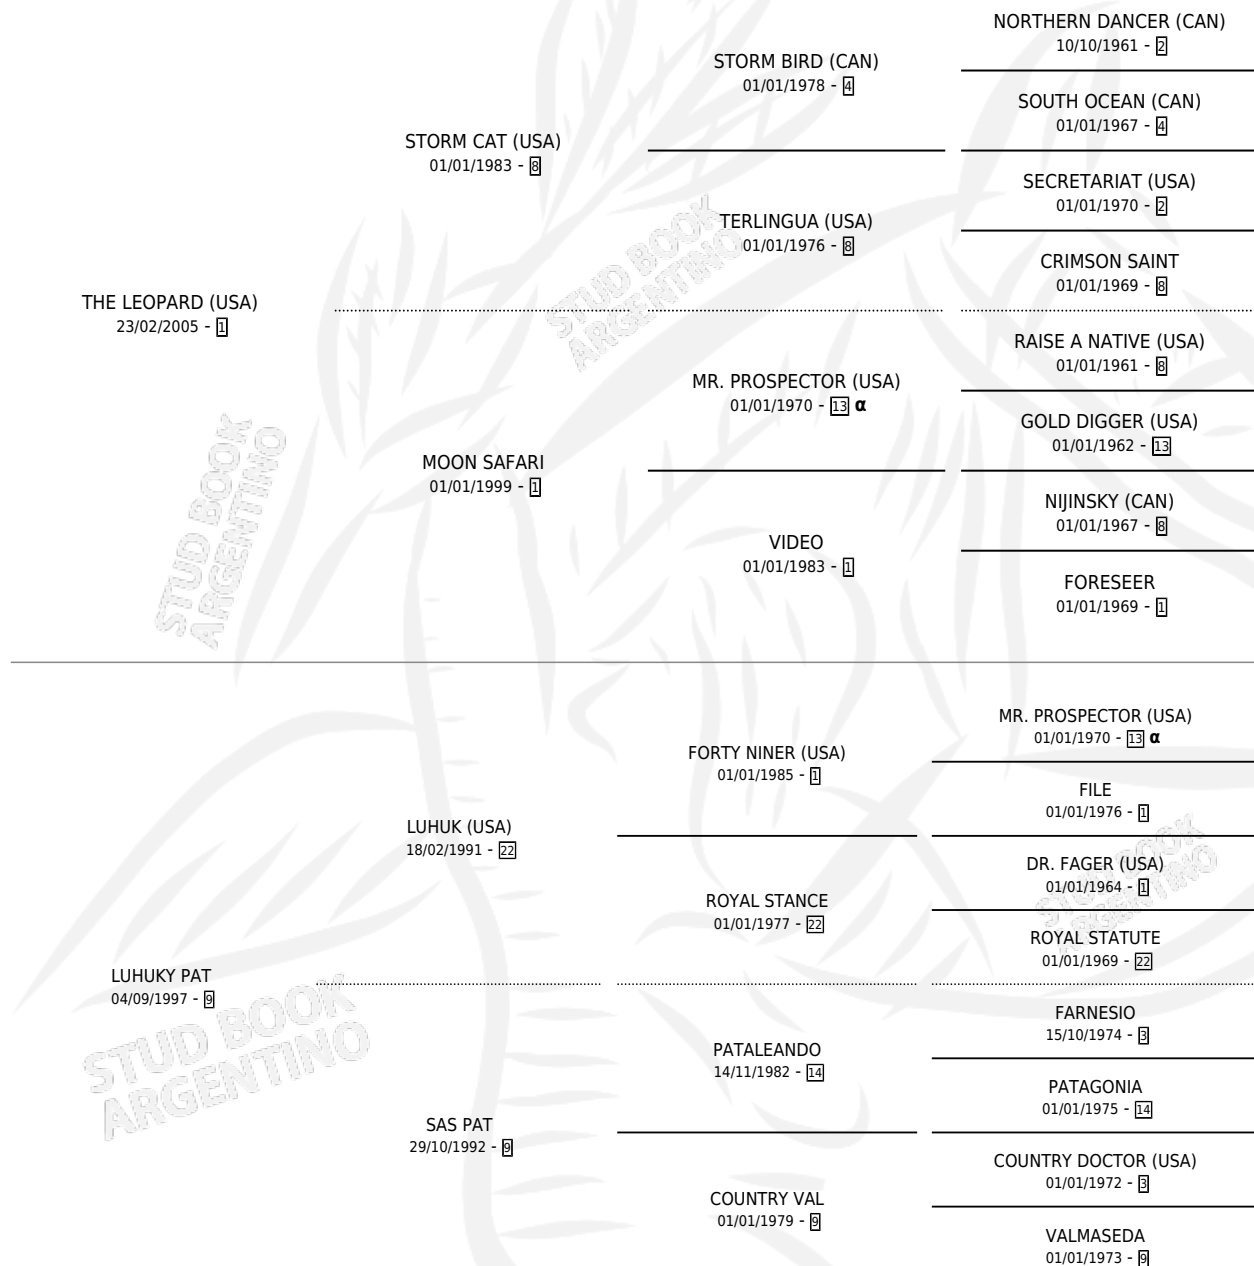 NORTHERN DANCER (CAN)
10/10/1961 - 2
STORM BIRD (CAN)
01/01/1978 - 4
SOUTH OCEAN (CAN)
01/01/1967 - 4
STORM CAT (USA)
01/01/1983 - 8
SECRETARIAT (USA)
01/01/1970 - 2
TERLINGUA (USA)
01/01/1976 - 8
CRIMSON SAINT
01/01/1969 - 8
THE LEOPARD (USA)
23/02/2005 - 1
RAISE A NATIVE (USA)
01/01/1961 - 8
MR. PROSPECTOR (USA)
01/01/1970 - 13 α
GOLD DIGGER (USA)
01/01/1962 - 13
MOON SAFARI
01/01/1999 - 1
NIJINSKY (CAN)
01/01/1967 - 8
VIDEO
01/01/1983 - 1
FORESEER
01/01/1969 - 1
MR. PROSPECTOR (USA)
01/01/1970 - 13 α
FORTY NINER (USA)
01/01/1985 - 1
FILE
01/01/1976 - 1
LUHUK (USA)
18/02/1991 - 22
DR. FAGER (USA)
01/01/1964 - 1
ROYAL STANCE
01/01/1977 - 22
ROYAL STATUTE
01/01/1969 - 22
LUHUKY PAT
04/09/1997 - 9
FARNESIO
15/10/1974 - 3
PATALEANDO
14/11/1982 - 14
PATAGONIA
01/01/1975 - 14
SAS PAT
29/10/1992 - 9
COUNTRY DOCTOR (USA)
01/01/1972 - 3
COUNTRY VAL
01/01/1979 - 9
VALMASEDA
01/01/1973 - 9
STUD BOOK
ARGENTINO
STUD BOOK
ARGENTINO
STUD BOOK
ARGENTINO
STUD BOOK
ARGENTINO